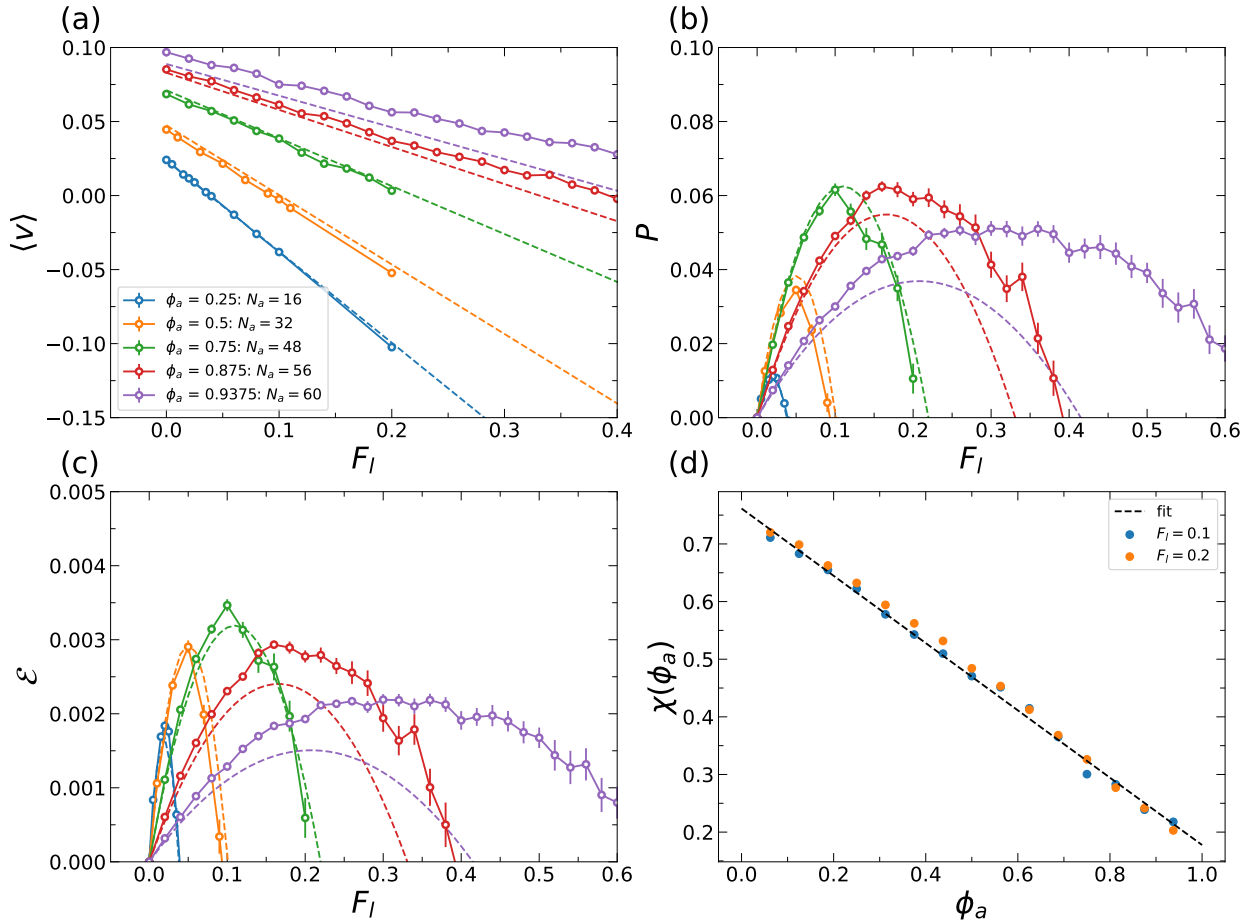 (a)
0.10
0.05
0.00
−0.05
−0.10
−0.15
⟨v⟩
0.0 0.1 0.2 0.3 0.4
F_l
ϕ_a = 0.25: N_a = 16
ϕ_a = 0.5: N_a = 32
ϕ_a = 0.75: N_a = 48
ϕ_a = 0.875: N_a = 56
ϕ_a = 0.9375: N_a = 60
(b)
0.10
0.08
0.06
0.04
0.02
0.00
P
0.0 0.1 0.2 0.3 0.4 0.5 0.6
F_l
(c)
0.005
0.004
0.003
0.002
0.001
0.000
ℰ
0.0 0.1 0.2 0.3 0.4 0.5 0.6
F_l
(d)
0.7
0.6
0.5
0.4
0.3
0.2
χ(ϕ_a)
0.0 0.2 0.4 0.6 0.8 1.0
ϕ_a
fit
F_l = 0.1
F_l = 0.2